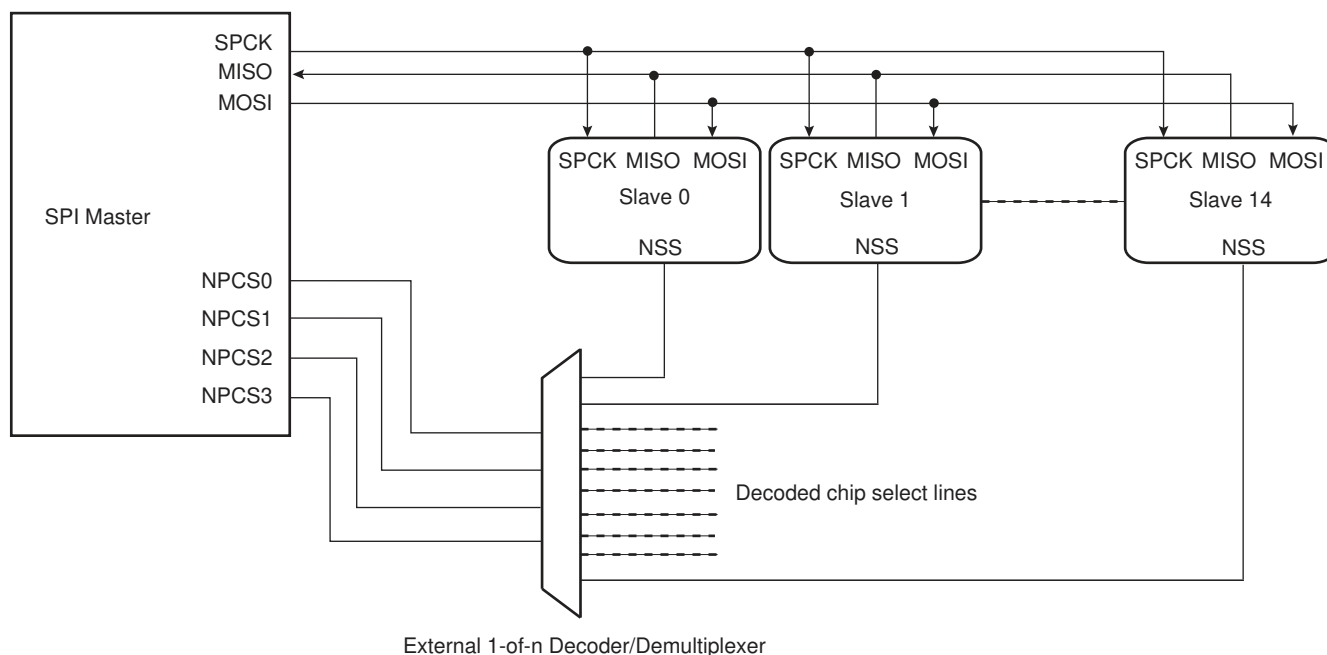 SPCK
MISO
MOSI
SPI Master
NPCS0
NPCS1
NPCS2
NPCS3
SPCK MISO MOSI
Slave 0
NSS
SPCK MISO MOSI
Slave 1
NSS
SPCK MISO MOSI
Slave 14
NSS
Decoded chip select lines
External 1-of-n Decoder/Demultiplexer